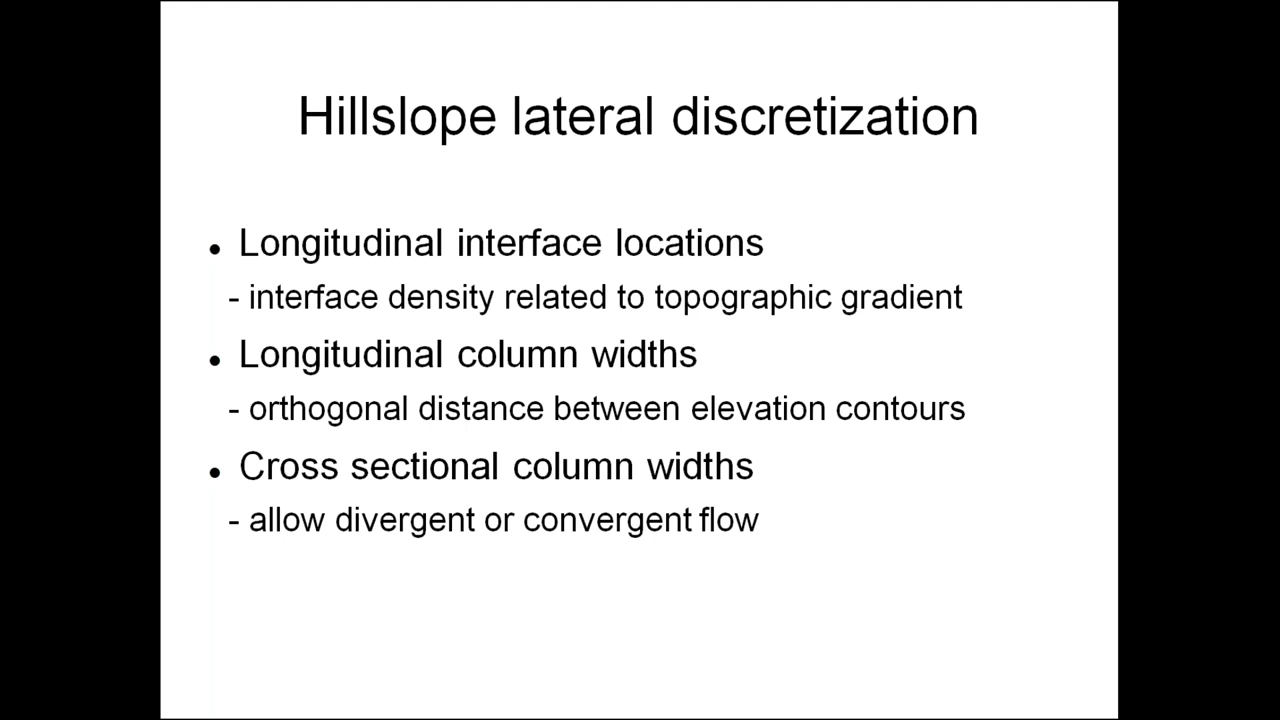 Hillslope lateral discretization
• Longitudinal interface locations
- interface density related to topographic gradient
• Longitudinal column widths
- orthogonal distance between elevation contours
• Cross sectional column widths
- allow divergent or convergent flow